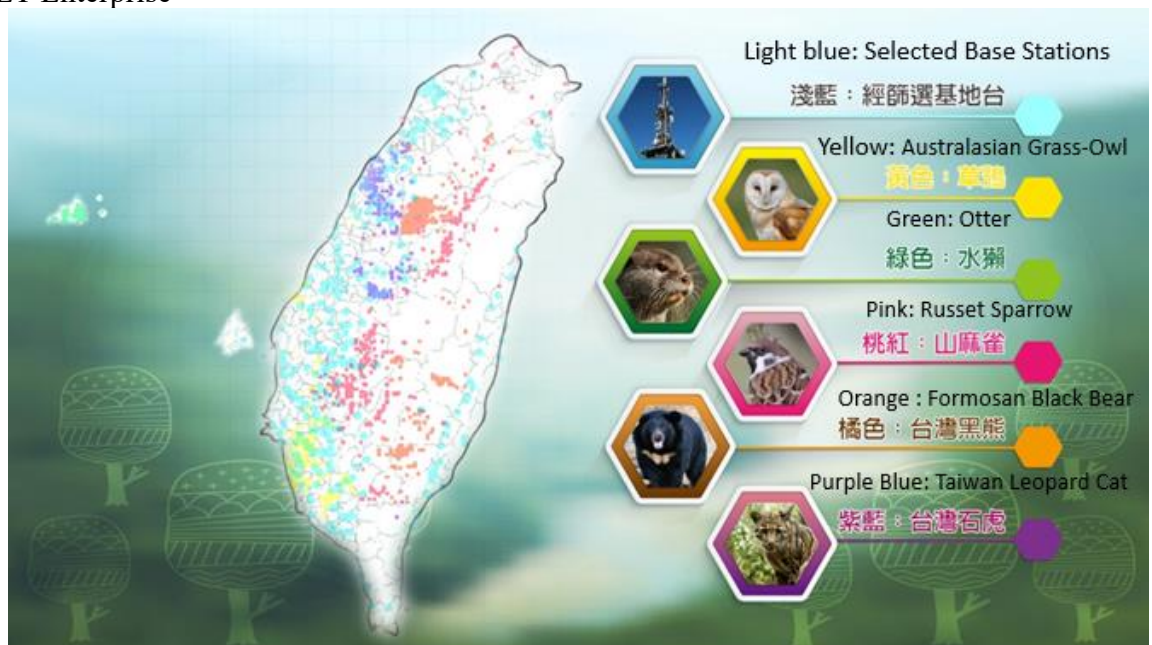 Enterprise
Light blue: Selected Base Stations
淺藍：經篩選基地台
Yellow: Australasian Grass-Owl
黃色：草鴞
Green: Otter
綠色：水獺
Pink: Russet Sparrow
桃紅：山麻雀
Orange : Formosan Black Bear
橘色：台灣黑熊
Purple Blue: Taiwan Leopard Cat
紫藍：台灣石虎